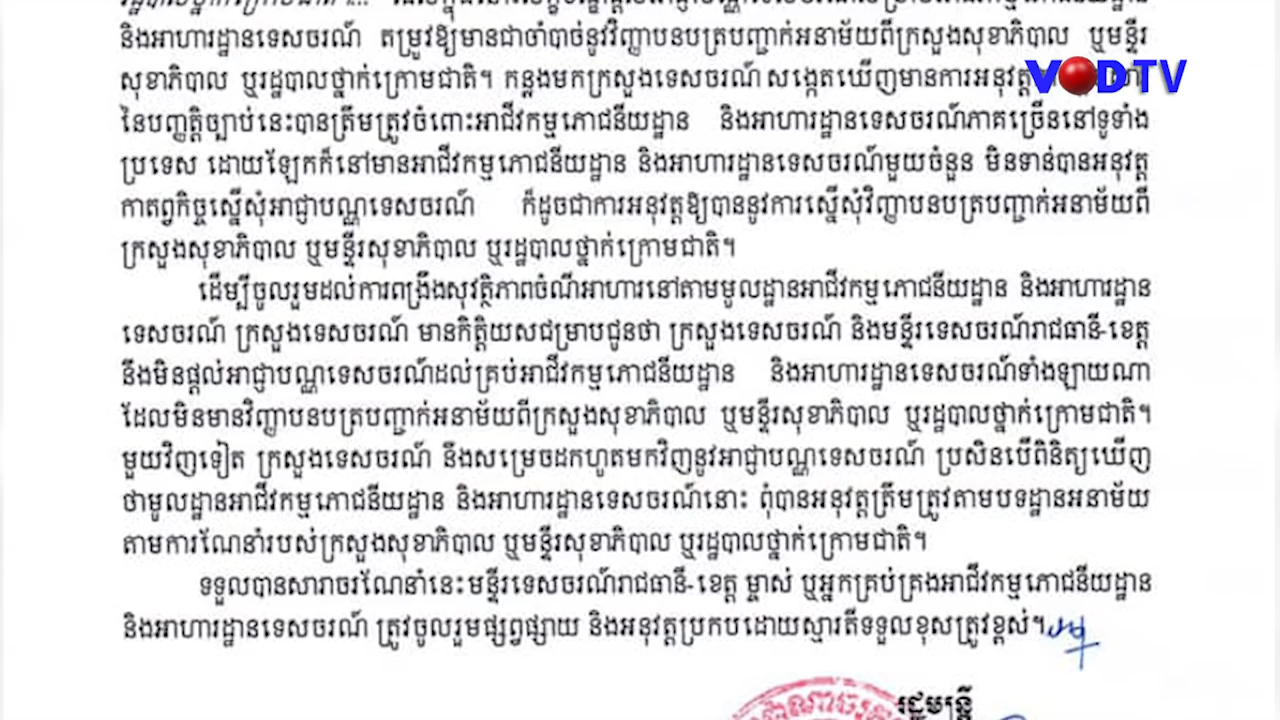 និងអាហារដ្ឋានទេសចរណ៍ តម្រូវឱ្យមានជាចាំបាច់នូវវិញ្ញាបនបត្របញ្ជាក់អនាម័យពីក្រសួងសុខាភិបាល ឬមន្ទីរ
VODTV
សុខាភិបាល ឬរដ្ឋបាលថ្នាក់ក្រោមជាតិ។ កន្លងមកក្រសួងទេសចរណ៍ សង្កេតឃើញមានការអនុវត្ត
នៃបញ្ញត្តិច្បាប់នេះបានត្រឹមត្រូវចំពោះអាជីវកម្មភោជនីយដ្ឋាន និងអាហារដ្ឋានទេសចរណ៍ភាគច្រើននៅទូទាំង
ប្រទេស ដោយឡែកក៏នៅមានអាជីវកម្មភោជនីយដ្ឋាន និងអាហារដ្ឋានទេសចរណ៍មួយចំនួន មិនទាន់បានអនុវត្ត
កាតព្វកិច្ចស្នើសុំអាជ្ញាបណ្ណទេសចរណ៍ ក៏ដូចជាការអនុវត្តឱ្យបាននូវការស្នើសុំវិញ្ញាបនបត្របញ្ជាក់អនាម័យពី
ក្រសួងសុខាភិបាល ឬមន្ទីរសុខាភិបាល ឬរដ្ឋបាលថ្នាក់ក្រោមជាតិ។
ដើម្បីចូលរួមដល់ការពង្រឹងសុវត្ថិភាពចំណីអាហារនៅតាមមូលដ្ឋានអាជីវកម្មភោជនីយដ្ឋាន និងអាហារដ្ឋាន
ទេសចរណ៍ ក្រសួងទេសចរណ៍ មានកិត្តិយសជម្រាបជូនថា ក្រសួងទេសចរណ៍ និងមន្ទីរទេសចរណ៍រាជធានី-ខេត្ត
នឹងមិនផ្តល់អាជ្ញាបណ្ណទេសចរណ៍ដល់គ្រប់អាជីវកម្មភោជនីយដ្ឋាន និងអាហារដ្ឋានទេសចរណ៍ទាំងឡាយណា
ដែលមិនមានវិញ្ញាបនបត្របញ្ជាក់អនាម័យពីក្រសួងសុខាភិបាល ឬមន្ទីរសុខាភិបាល ឬរដ្ឋបាលថ្នាក់ក្រោមជាតិ។
មួយវិញទៀត ក្រសួងទេសចរណ៍ នឹងសម្រេចដកហូតមកវិញនូវអាជ្ញាបណ្ណទេសចរណ៍ ប្រសិនបើពិនិត្យឃើញ
ថាមូលដ្ឋានអាជីវកម្មភោជនីយដ្ឋាន និងអាហារដ្ឋានទេសចរណ៍នោះ ពុំបានអនុវត្តត្រឹមត្រូវតាមបទដ្ឋានអនាម័យ
តាមការណែនាំរបស់ក្រសួងសុខាភិបាល ឬមន្ទីរសុខាភិបាល ឬរដ្ឋបាលថ្នាក់ក្រោមជាតិ។
ទទួលបានសារាចរណែនាំនេះ មន្ទីរទេសចរណ៍រាជធានី-ខេត្ត ម្ចាស់ ឬអ្នកគ្រប់គ្រងអាជីវកម្មភោជនីយដ្ឋាន
និងអាហារដ្ឋានទេសចរណ៍ ត្រូវចូលរួមផ្សព្វផ្សាយ និងអនុវត្តប្រកបដោយស្មារតីទទួលខុសត្រូវខ្ពស់។
រដ្ឋមន្ត្រី